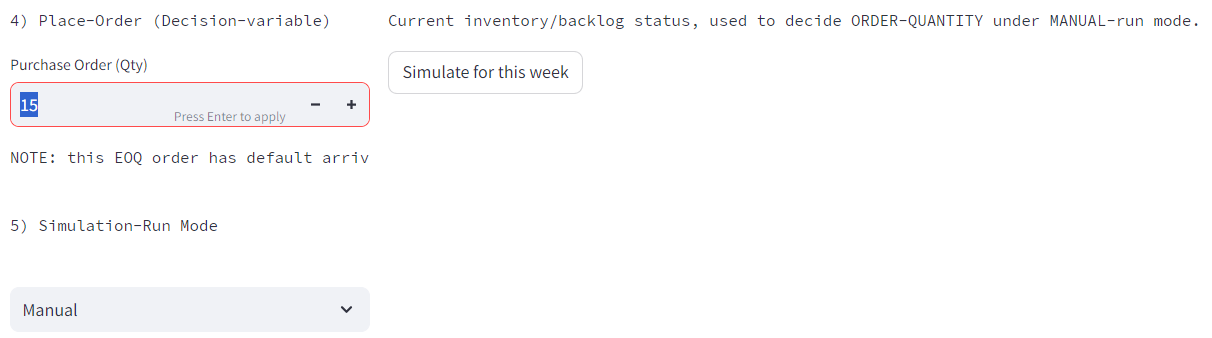 4) Place-Order (Decision-variable)
Current inventory/backlog status, used to decide ORDER-QUANTITY under MANUAL-run mode.
Purchase Order (Qty)
Simulate for this week
15
Press Enter to apply
NOTE: this EOQ order has default arriv
5) Simulation-Run Mode
Manual